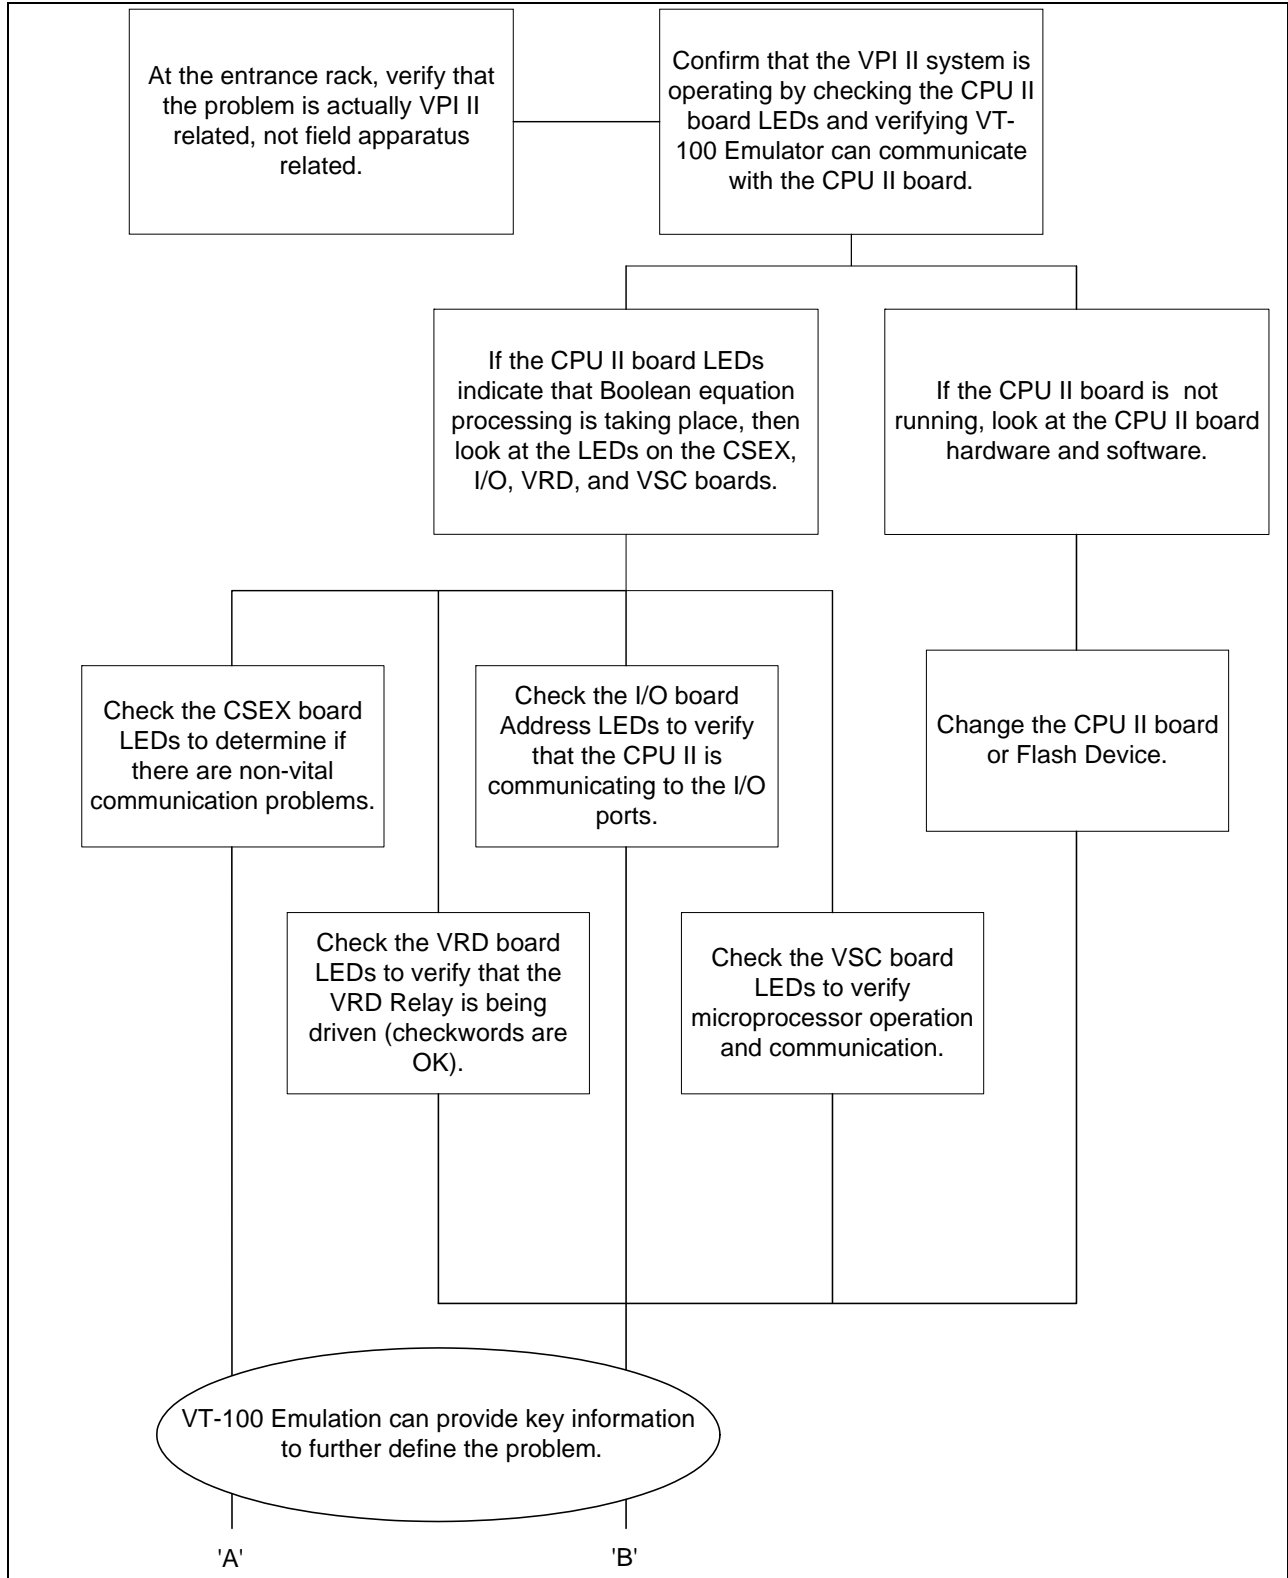 At the entrance rack, verify that
the problem is actually VPI II
related, not field apparatus
related.
Confirm that the VPI II system is
operating by checking the CPU II
board LEDs and verifying VT-
100 Emulator can communicate
with the CPU II board.
If the CPU II board LEDs
indicate that Boolean equation
processing is taking place, then
look at the LEDs on the CSEX,
I/O, VRD, and VSC boards.
If the CPU II board is  not
running, look at the CPU II board
hardware and software.
Check the CSEX board
LEDs to determine if
there are non-vital
communication problems.
Check the I/O board
Address LEDs to verify
that the CPU II is
communicating to the I/O
ports.
Change the CPU II board
or Flash Device.
Check the VRD board
LEDs to verify that the
VRD Relay is being
driven (checkwords are
OK).
Check the VSC board
LEDs to verify
microprocessor operation
and communication.
VT-100 Emulation can provide key information
to further define the problem.
'A'
'B'